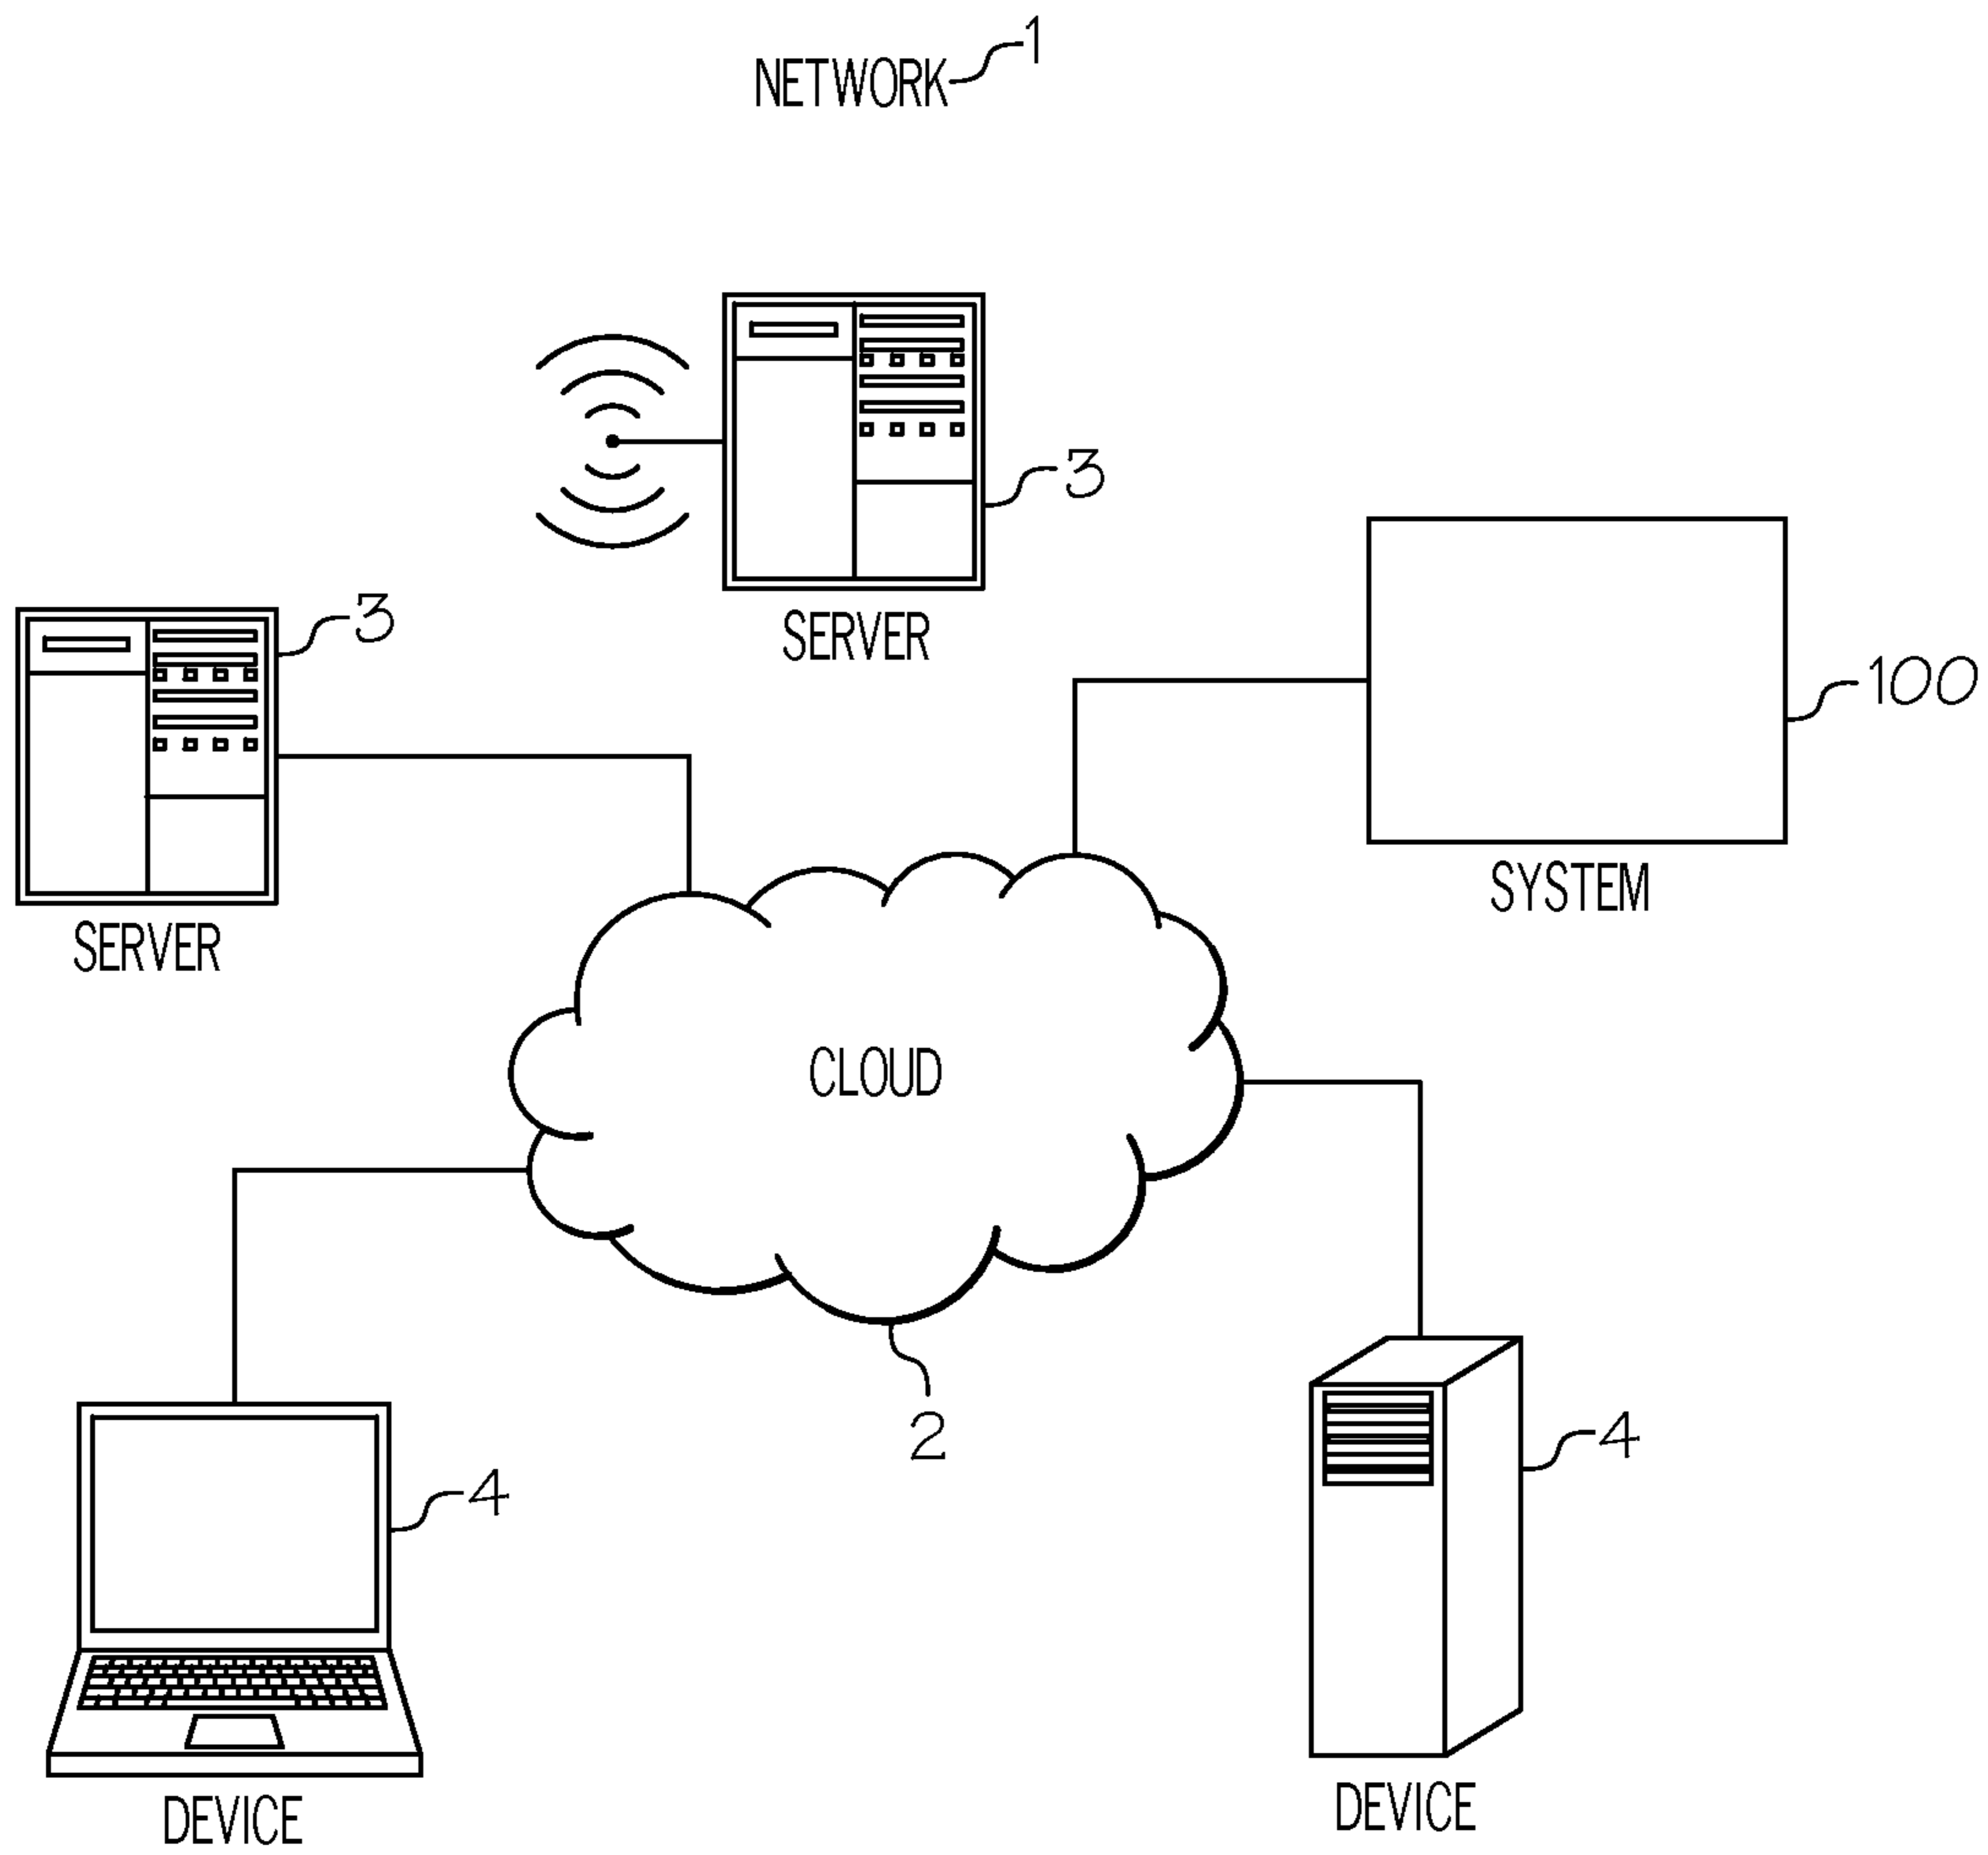 NETWORK 1
3
SERVER
3
SERVER
100
SYSTEM
CLOUD
2
4
DEVICE
4
DEVICE